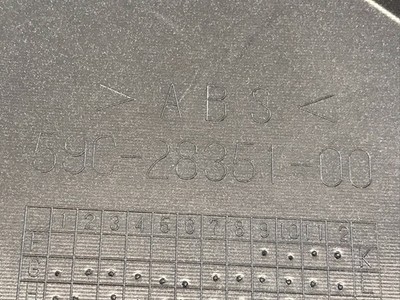 > ABS <
59C-28351-00
1 2 3 4 5 6 7 8 9 10 11 12
K
L